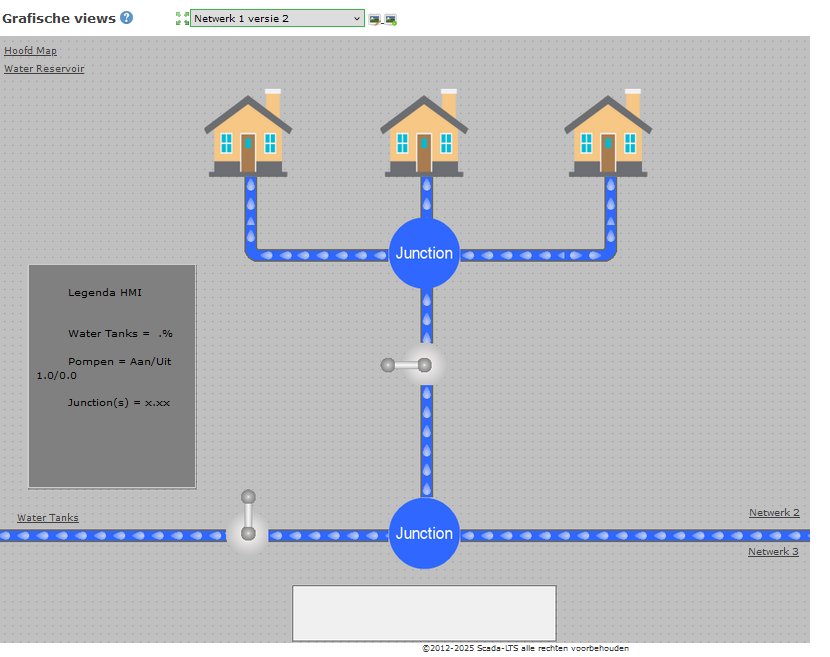 Grafische views
Netwerk 1 versie 2
Hoofd Map
Water Reservoir
Junction
Legenda HMI
Water Tanks =  .%
Pompen = Aan/Uit
1.0/0.0
Junction(s) = x.xx
Water Tanks
Junction
Netwerk 2
Netwerk 3
©2012-2025 Scada-LTS alle rechten voorbehouden